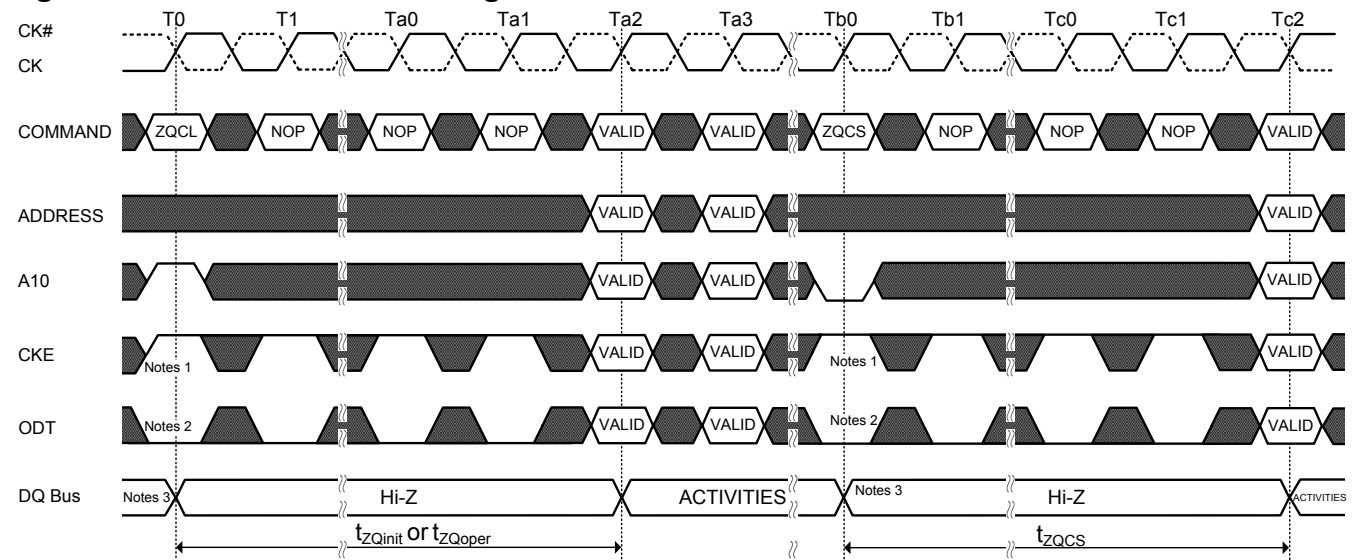 T0 T1 Ta0 Ta1 Ta2 Ta3 Tb0 Tb1 Tc0 Tc1 Tc2
CK#
CK
COMMAND ZQCL NOP NOP NOP VALID VALID ZQCS NOP NOP NOP VALID
ADDRESS VALID VALID VALID
A10 VALID VALID VALID
CKE Notes 1 VALID VALID Notes 1 VALID
ODT Notes 2 VALID VALID Notes 2 VALID
DQ Bus Notes 3 Hi-Z ACTIVITIES Notes 3 Hi-Z ACTIVITIES
tZQinit or tZQoper tZQCS